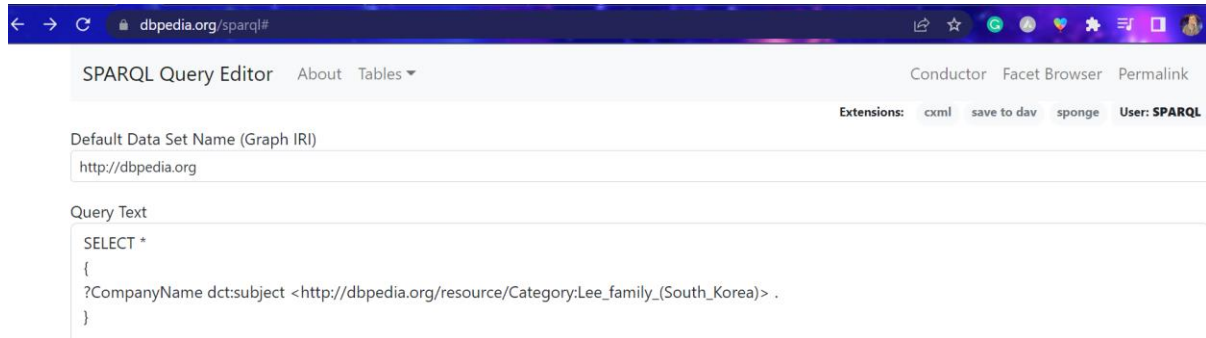 dbpedia.org/sparql#
SPARQL Query Editor About Tables Conductor Facet Browser Permalink
Extensions: cxml save to dav sponge User: SPARQL
Default Data Set Name (Graph IRI)
http://dbpedia.org
Query Text
SELECT *
{
?CompanyName dct:subject <http://dbpedia.org/resource/Category:Lee_family_(South_Korea)> .
}